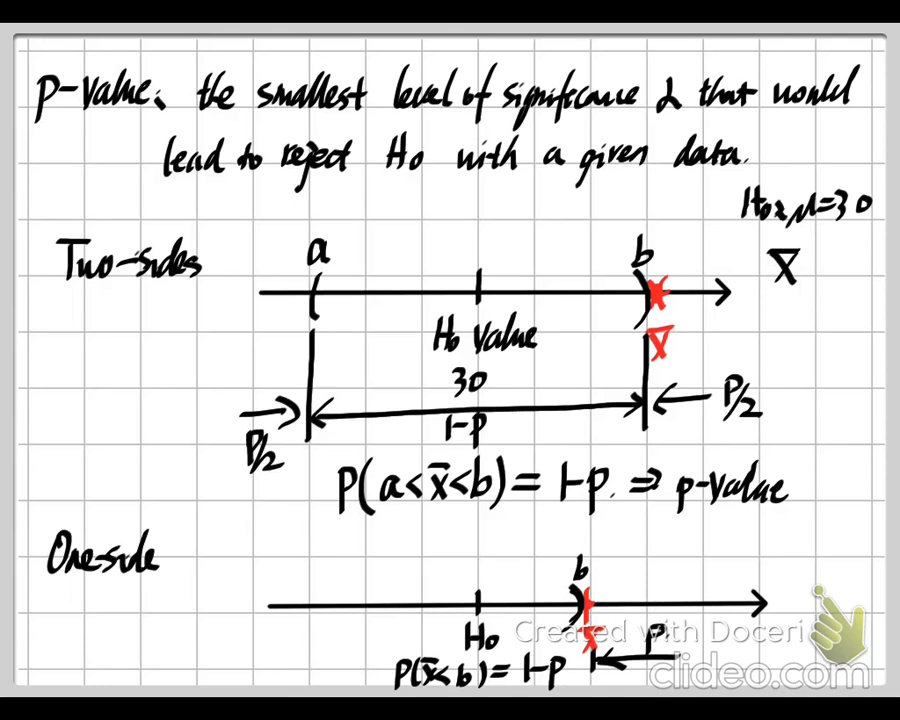 P-value: the smallest level of significance α that would
lead to reject H0 with a given data.
H0: μ=30
Two-sides
a
b
X̄
H0 value
X̄
30
P/2
1-P
P/2
P(a<x̄<b) = 1-p. ⇒ p-value
One-side
b
H0
Created with Doceri
x̄
P
P(x̄<b) = 1-p
clideo.com